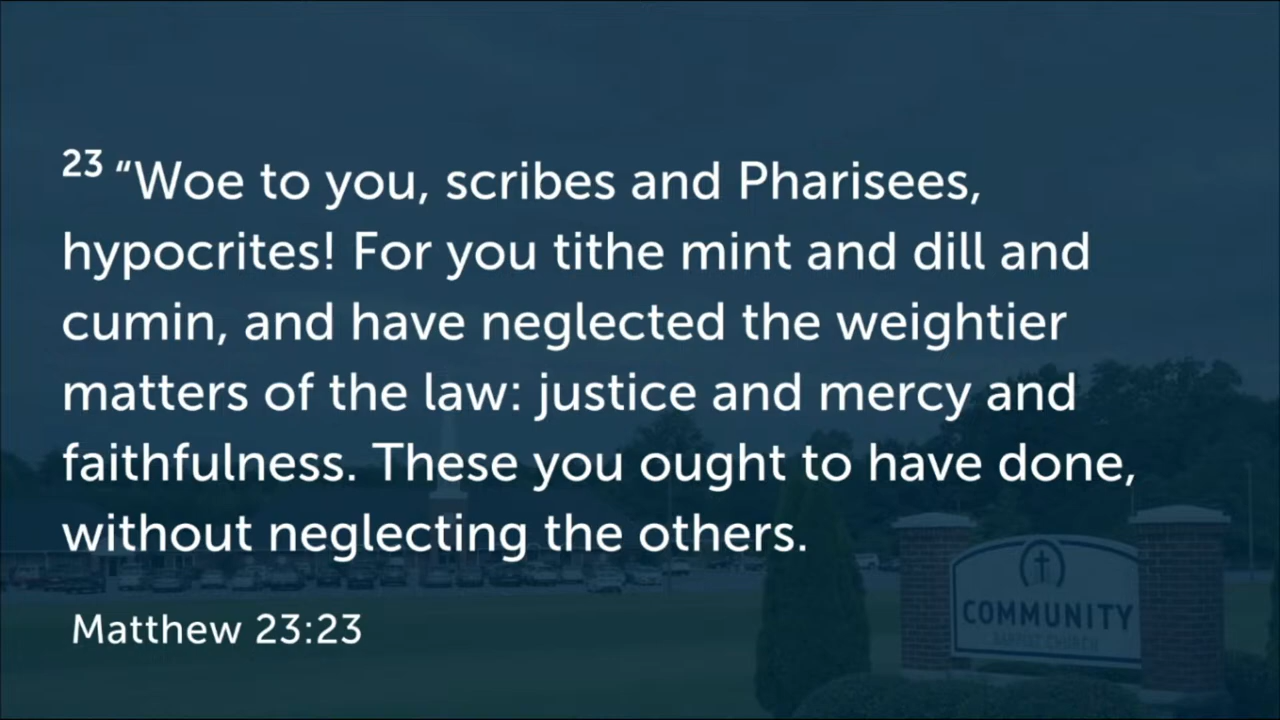 23 “Woe to you, scribes and Pharisees,
hypocrites! For you tithe mint and dill and
cumin, and have neglected the weightier
matters of the law: justice and mercy and
faithfulness. These you ought to have done,
without neglecting the others.
Matthew 23:23
COMMUNITY
BAPTIST CHURCH